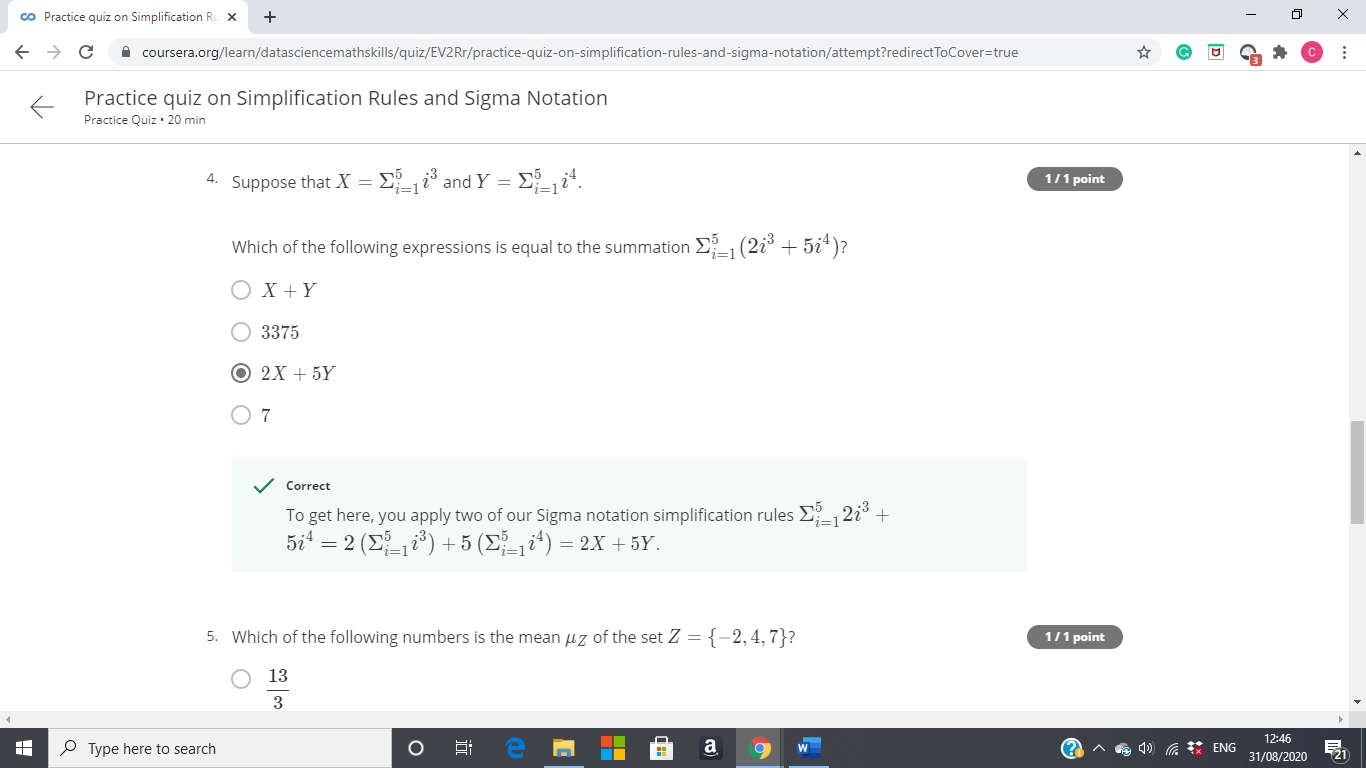 Practice quiz on Simplification Ru
coursera.org/learn/datasciencemathskills/quiz/EV2Rr/practice-quiz-on-simplification-rules-and-sigma-notation/attempt?redirectToCover=true
G
3
C
Practice quiz on Simplification Rules and Sigma Notation
Practice Quiz • 20 min
4. Suppose that X = Σ⁵ᵢ₌₁ i³ and Y = Σ⁵ᵢ₌₁ i⁴.
1 / 1 point
Which of the following expressions is equal to the summation Σ⁵ᵢ₌₁ (2i³ + 5i⁴)?
X + Y
3375
2X + 5Y
7
Correct
To get here, you apply two of our Sigma notation simplification rules Σ⁵ᵢ₌₁ 2i³ +
5i⁴ = 2 (Σ⁵ᵢ₌₁ i³) + 5 (Σ⁵ᵢ₌₁ i⁴) = 2X + 5Y.
5. Which of the following numbers is the mean μ_Z of the set Z = {−2, 4, 7}?
1 / 1 point
13
3
Type here to search
a
W
ENG
12:46
31/08/2020
21